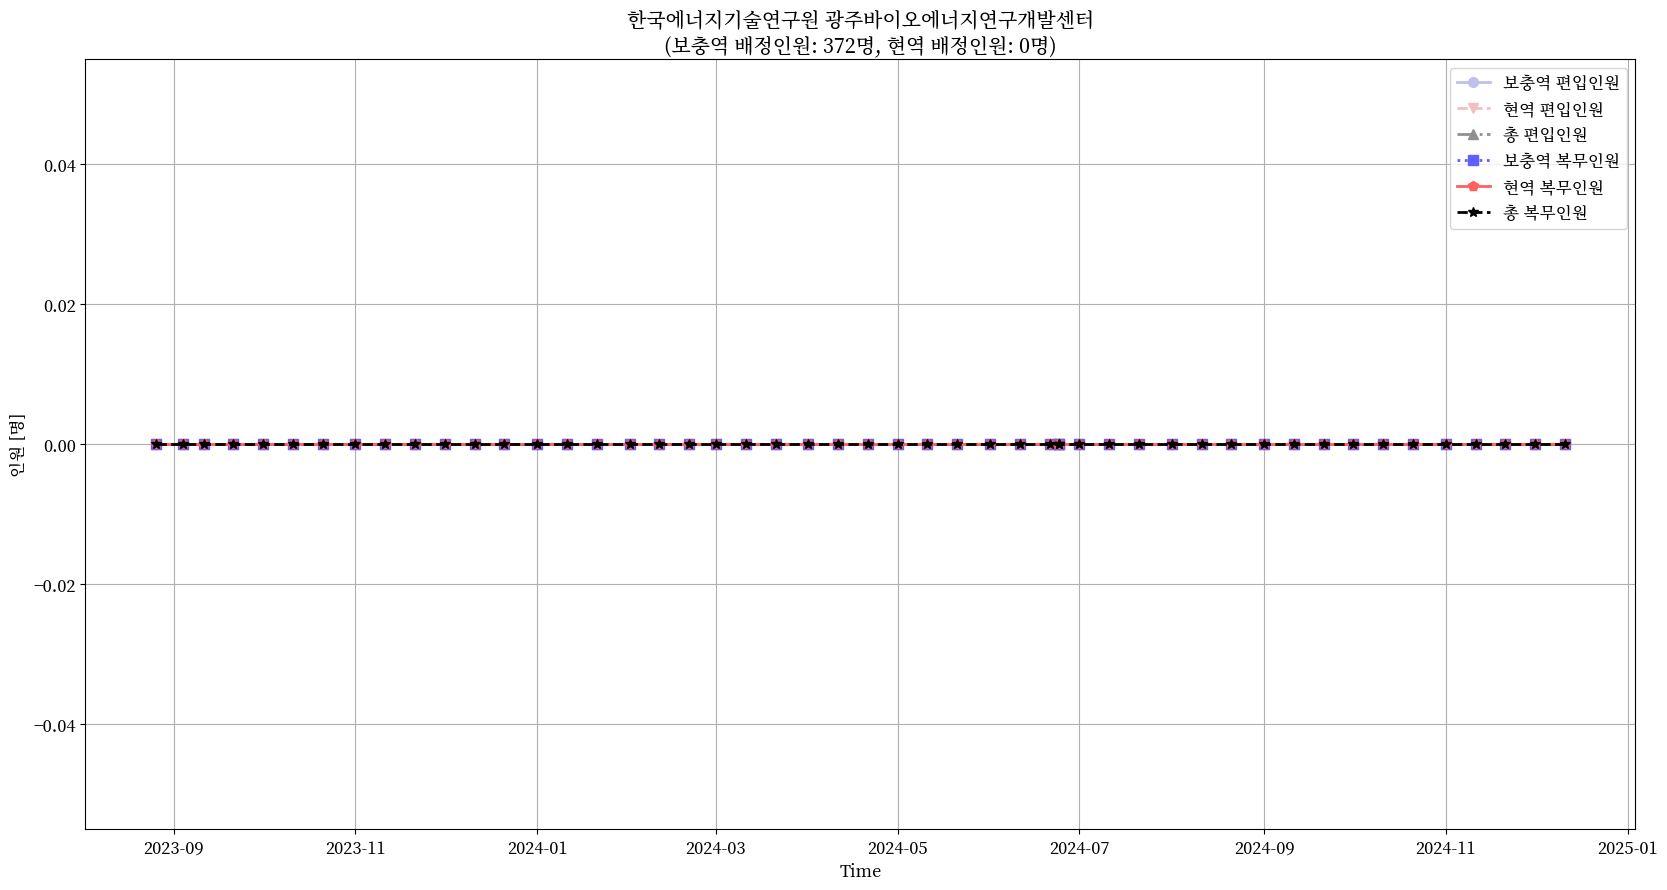 한국에너지기술연구원 광주바이오에너지연구개발센터
(보충역 배정인원: 372명, 현역 배정인원: 0명)
보충역 편입인원
현역 편입인원
총 편입인원
보충역 복무인원
현역 복무인원
총 복무인원
인원 [명]
0.04
0.02
0.00
−0.02
−0.04
2023-09
2023-11
2024-01
2024-03
2024-05
2024-07
2024-09
2024-11
2025-01
Time